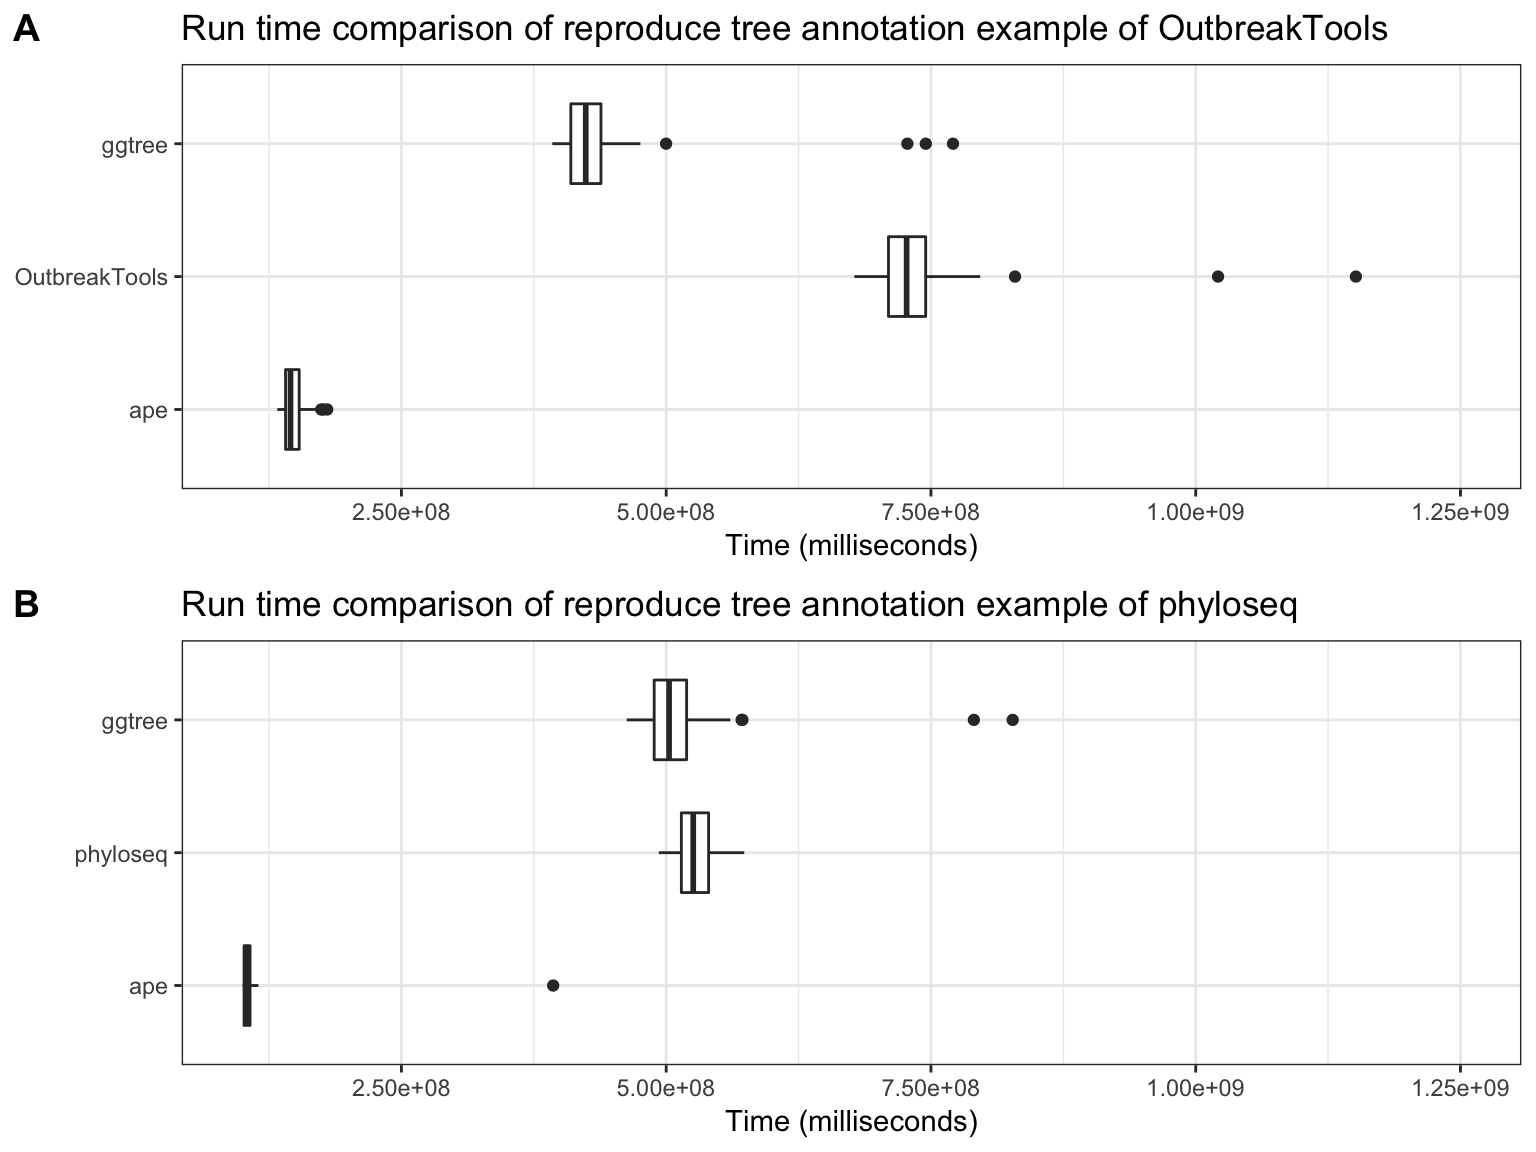 A
Run time comparison of reproduce tree annotation example of OutbreakTools
ggtree
OutbreakTools
ape
2.50e+08 5.00e+08 7.50e+08 1.00e+09 1.25e+09
Time (milliseconds)
B
Run time comparison of reproduce tree annotation example of phyloseq
ggtree
phyloseq
ape
2.50e+08 5.00e+08 7.50e+08 1.00e+09 1.25e+09
Time (milliseconds)